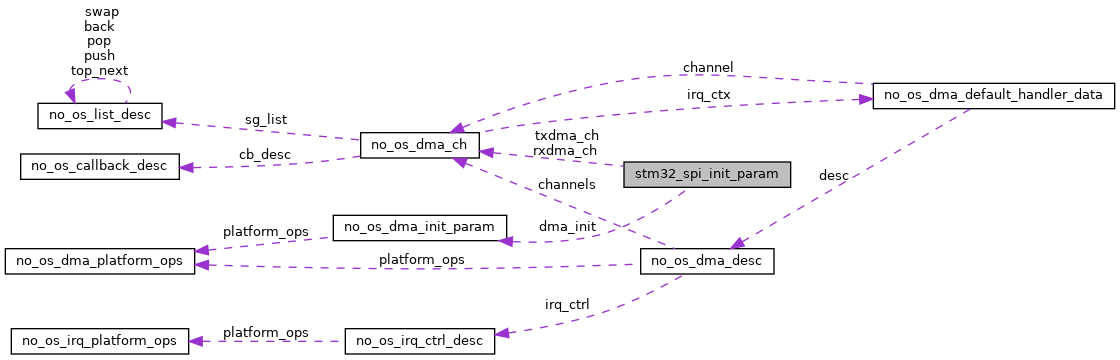 swap
back
pop
push
top_next
no_os_list_desc
channel
no_os_dma_default_handler_data
irq_ctx
sg_list
no_os_dma_ch
txdma_ch
rxdma_ch
cb_desc
no_os_callback_desc
stm32_spi_init_param
channels
desc
no_os_dma_init_param
dma_init
platform_ops
no_os_dma_platform_ops
platform_ops
no_os_dma_desc
irq_ctrl
platform_ops
no_os_irq_platform_ops
no_os_irq_ctrl_desc